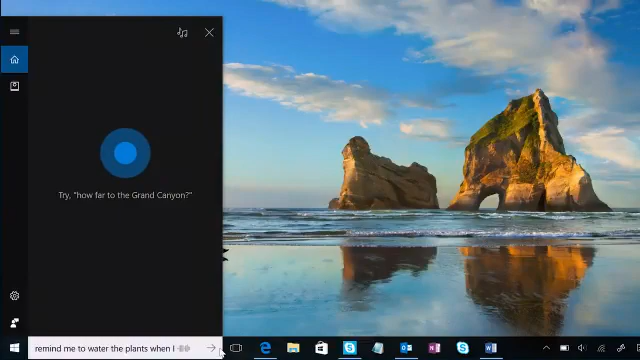 Try, "how far to the Grand Canyon?"
remind me to water the plants when I